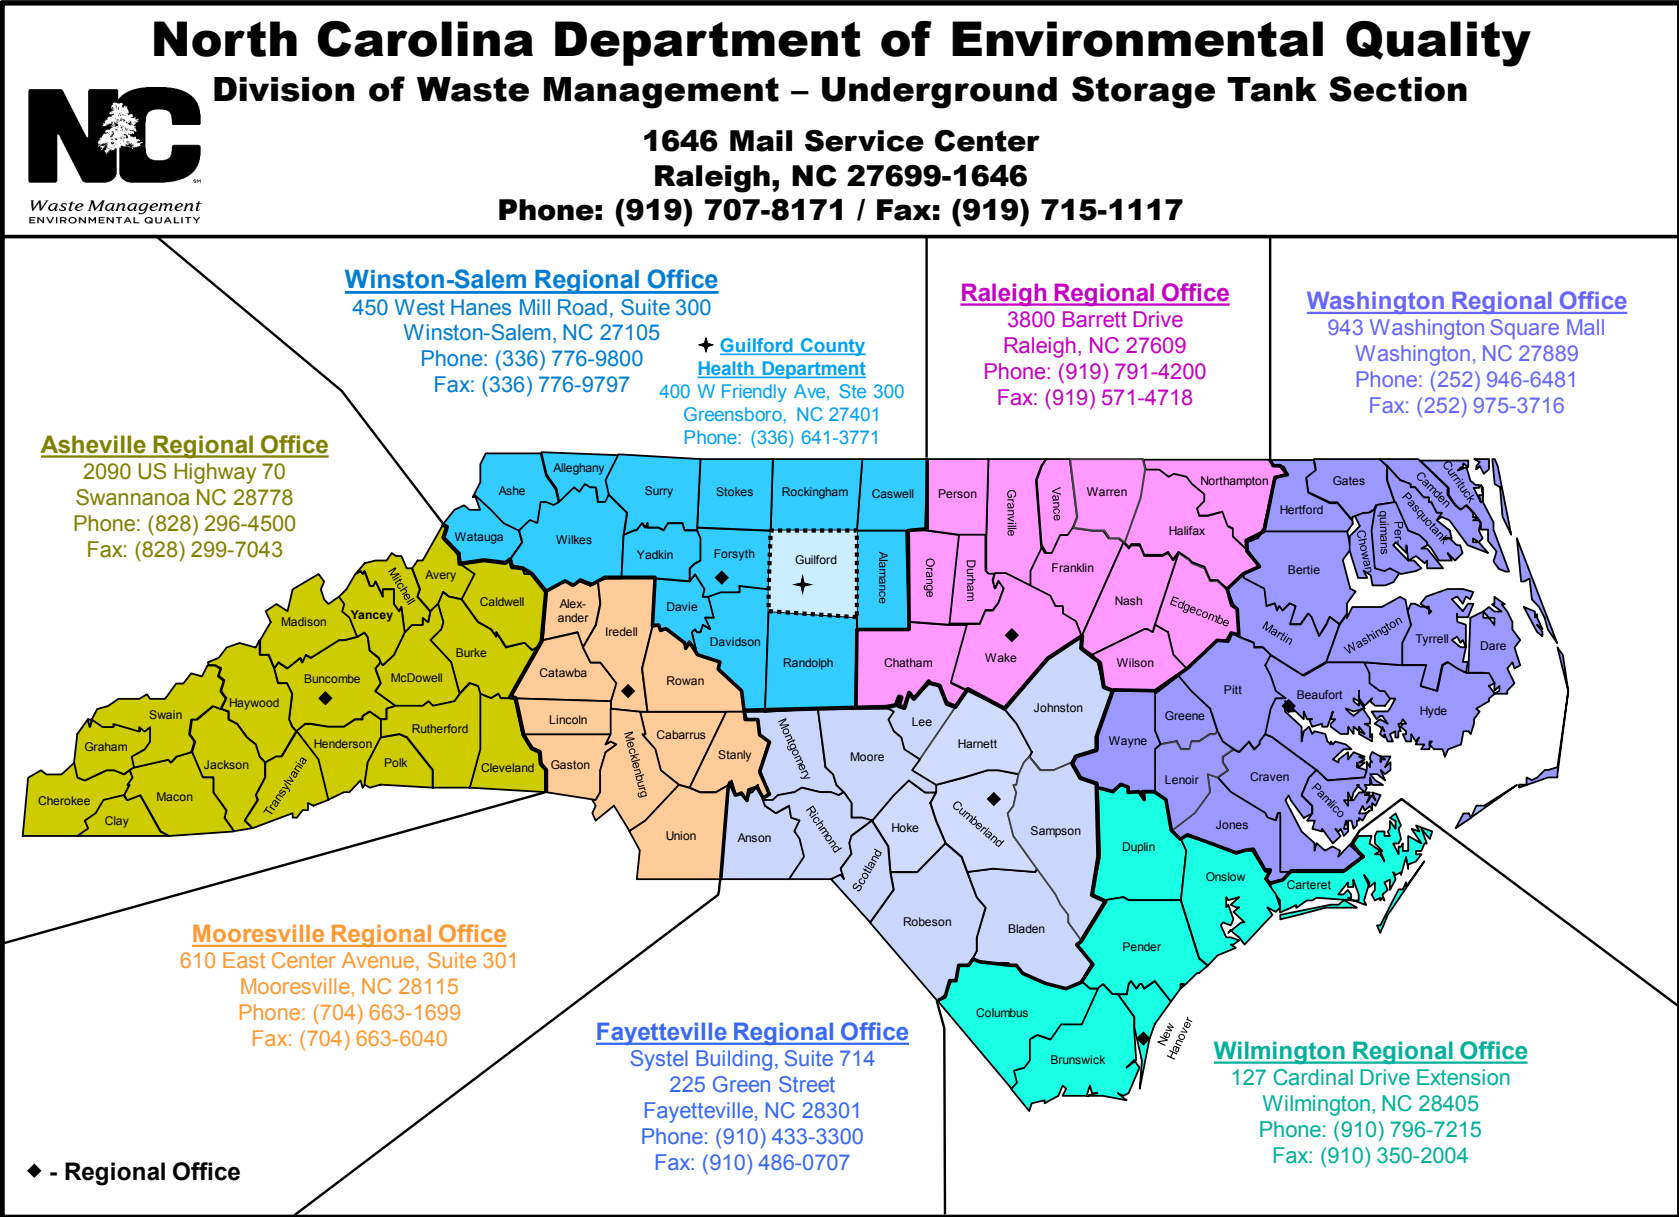 North Carolina Department of Environmental Quality
Division of Waste Management – Underground Storage Tank Section
1646 Mail Service Center
Raleigh, NC 27699-1646
Phone: (919) 707-8171 / Fax: (919) 715-1117
NC
SM
Waste Management
ENVIRONMENTAL QUALITY
Winston-Salem Regional Office
450 West Hanes Mill Road, Suite 300
Winston-Salem, NC 27105
Phone: (336) 776-9800
Fax: (336) 776-9797
Guilford County
Health Department
400 W Friendly Ave, Ste 300
Greensboro, NC 27401
Phone: (336) 641-3771
Raleigh Regional Office
3800 Barrett Drive
Raleigh, NC 27609
Phone: (919) 791-4200
Fax: (919) 571-4718
Washington Regional Office
943 Washington Square Mall
Washington, NC 27889
Phone: (252) 946-6481
Fax: (252) 975-3716
Asheville Regional Office
2090 US Highway 70
Swannanoa NC 28778
Phone: (828) 296-4500
Fax: (828) 299-7043
Ashe
Alleghany
Surry
Stokes
Rockingham
Caswell
Watauga
Wilkes
Yadkin
Forsyth
Guilford
Alamance
Davie
Davidson
Randolph
Person
Granville
Vance
Warren
Northampton
Halifax
Orange
Durham
Franklin
Nash
Edgecombe
Chatham
Wake
Wilson
Hertford
Gates
Currituck
Camden
Pasquotank
Per-
quimans
Chowan
Bertie
Martin
Washington
Tyrrell
Dare
Pitt
Beaufort
Hyde
Greene
Wayne
Lenoir
Craven
Pamlico
Jones
Mitchell
Avery
Caldwell
Yancey
Madison
Burke
Buncombe
McDowell
Haywood
Swain
Graham
Rutherford
Henderson
Polk
Cleveland
Jackson
Transylvania
Cherokee
Macon
Clay
Alex-
ander
Iredell
Catawba
Rowan
Lincoln
Cabarrus
Stanly
Gaston
Mecklenburg
Union
Montgomery
Moore
Lee
Harnett
Johnston
Anson
Richmond
Scotland
Hoke
Cumberland
Sampson
Robeson
Bladen
Duplin
Onslow
Carteret
Pender
Columbus
Brunswick
New
Hanover
Mooresville Regional Office
610 East Center Avenue, Suite 301
Mooresville, NC 28115
Phone: (704) 663-1699
Fax: (704) 663-6040
Fayetteville Regional Office
Systel Building, Suite 714
225 Green Street
Fayetteville, NC 28301
Phone: (910) 433-3300
Fax: (910) 486-0707
Wilmington Regional Office
127 Cardinal Drive Extension
Wilmington, NC 28405
Phone: (910) 796-7215
Fax: (910) 350-2004
◆ - Regional Office